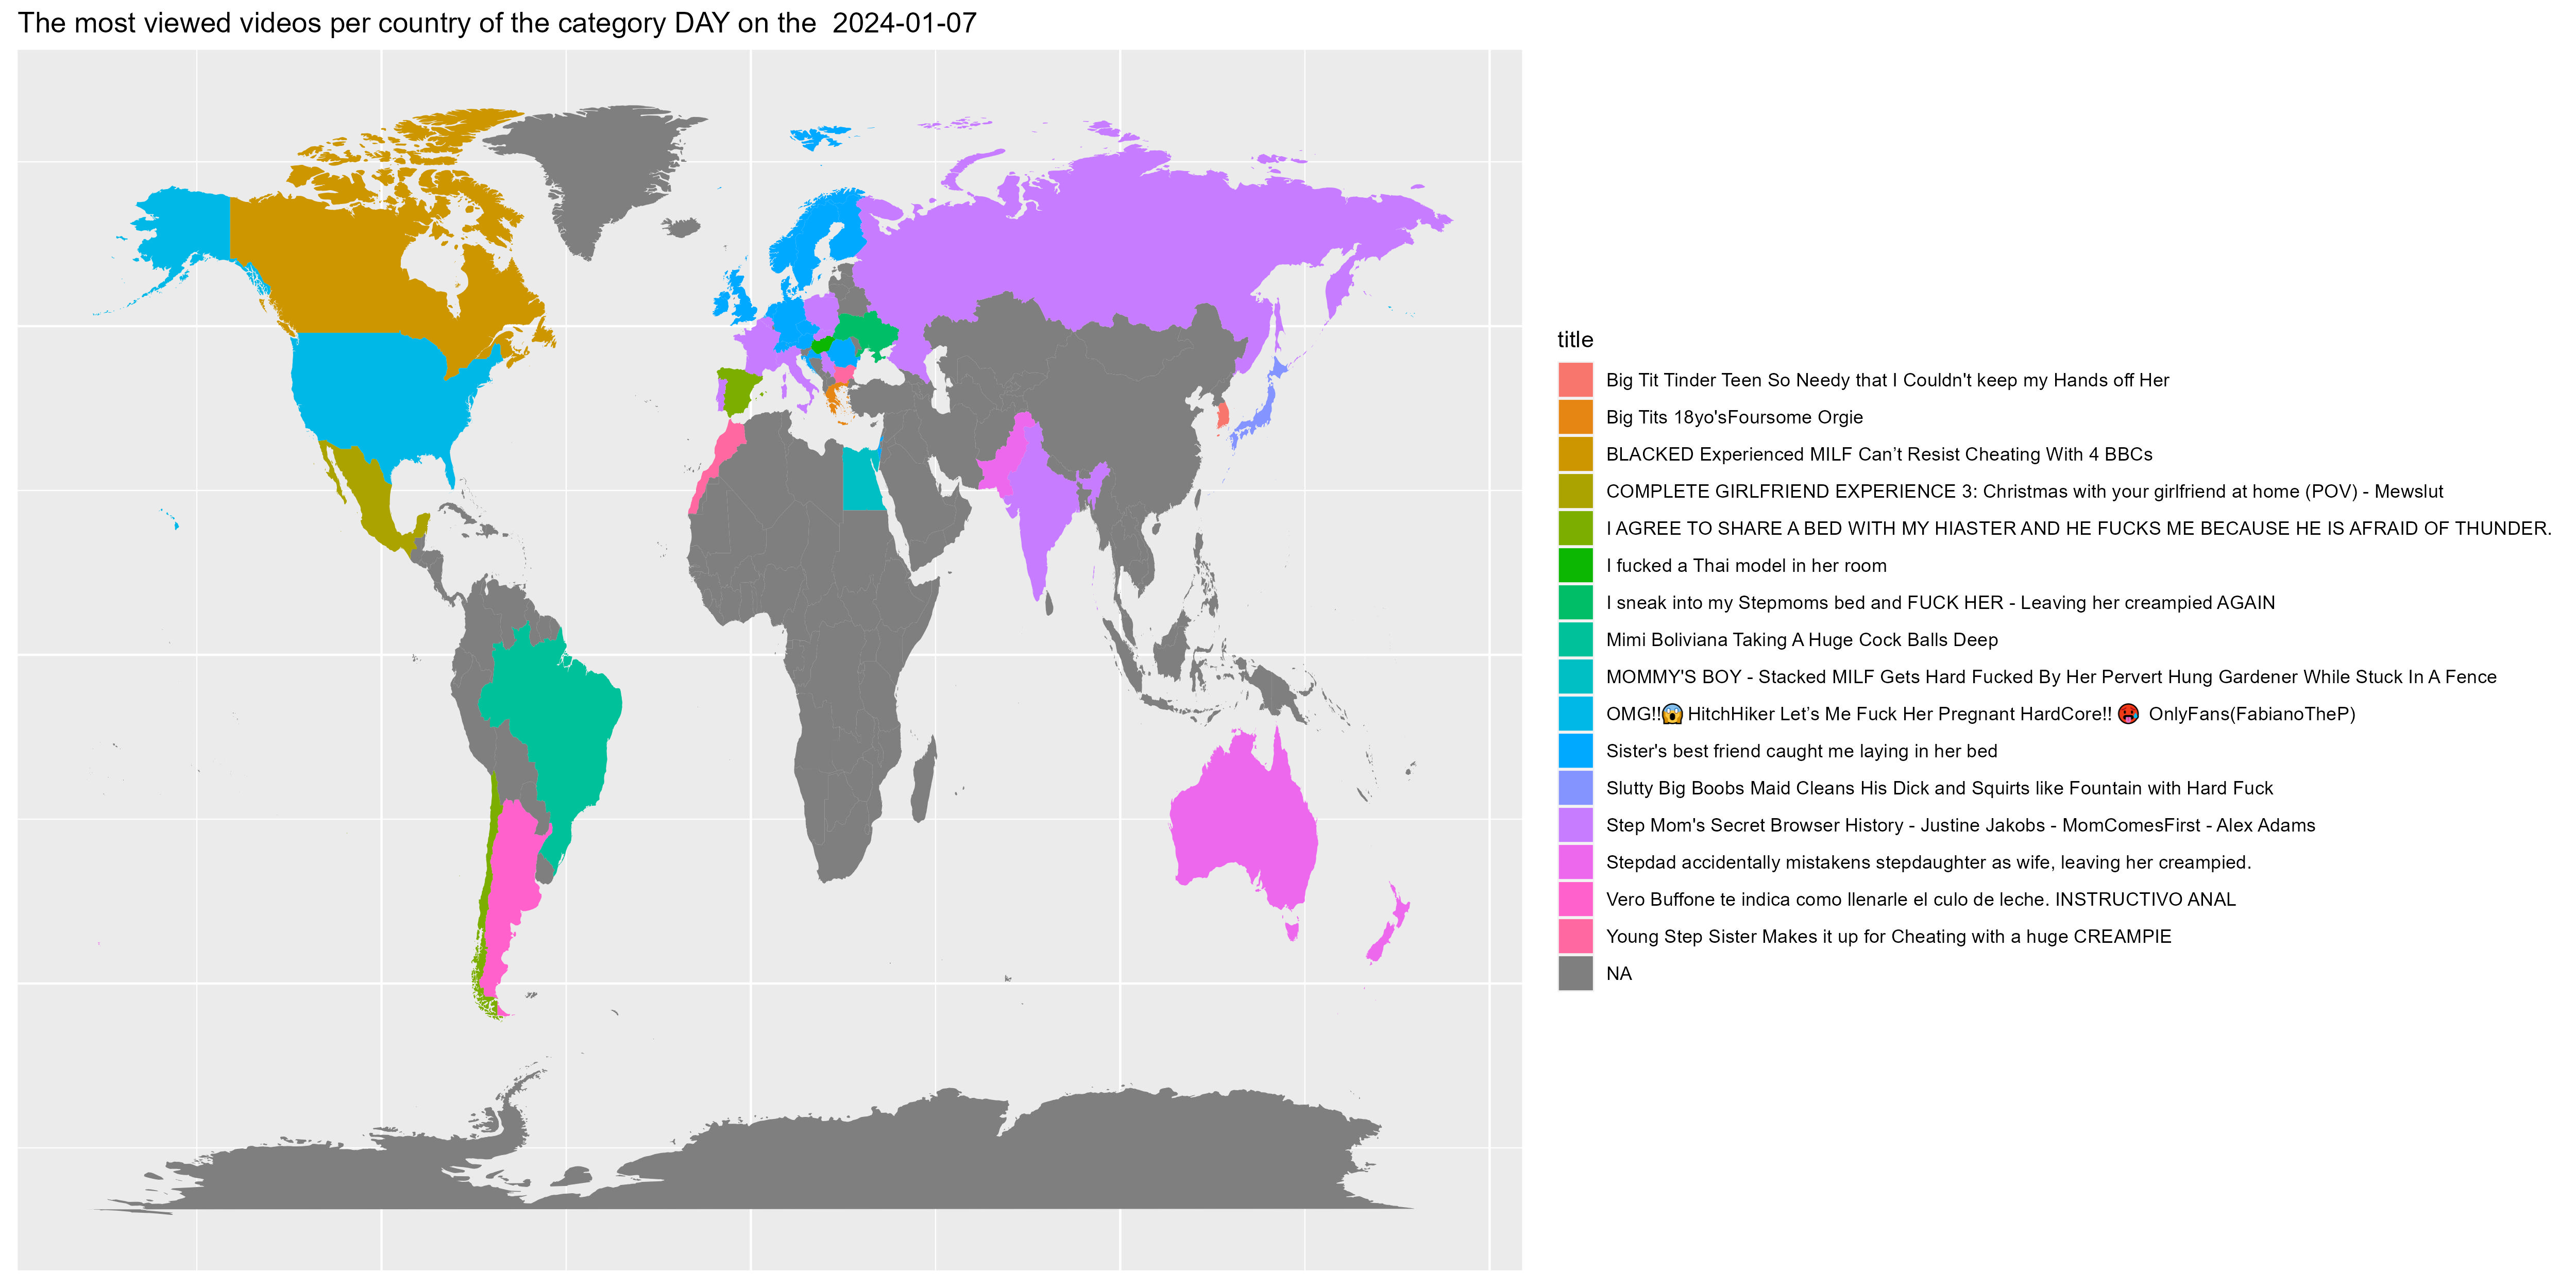 The most viewed videos per country of the category DAY on the  2024-01-07
title
Big Tit Tinder Teen So Needy that I Couldn't keep my Hands off Her
Big Tits 18yo'sFoursome Orgie
BLACKED Experienced MILF Can’t Resist Cheating With 4 BBCs
COMPLETE GIRLFRIEND EXPERIENCE 3: Christmas with your girlfriend at home (POV) - Mewslut
I AGREE TO SHARE A BED WITH MY HIASTER AND HE FUCKS ME BECAUSE HE IS AFRAID OF THUNDER.
I fucked a Thai model in her room
I sneak into my Stepmoms bed and FUCK HER - Leaving her creampied AGAIN
Mimi Boliviana Taking A Huge Cock Balls Deep
MOMMY'S BOY - Stacked MILF Gets Hard Fucked By Her Pervert Hung Gardener While Stuck In A Fence
OMG!!😱 HitchHiker Let’s Me Fuck Her Pregnant HardCore!! 🥵 OnlyFans(FabianoTheP)
Sister's best friend caught me laying in her bed
Slutty Big Boobs Maid Cleans His Dick and Squirts like Fountain with Hard Fuck
Step Mom's Secret Browser History - Justine Jakobs - MomComesFirst - Alex Adams
Stepdad accidentally mistakens stepdaughter as wife, leaving her creampied.
Vero Buffone te indica como llenarle el culo de leche. INSTRUCTIVO ANAL
Young Step Sister Makes it up for Cheating with a huge CREAMPIE
NA